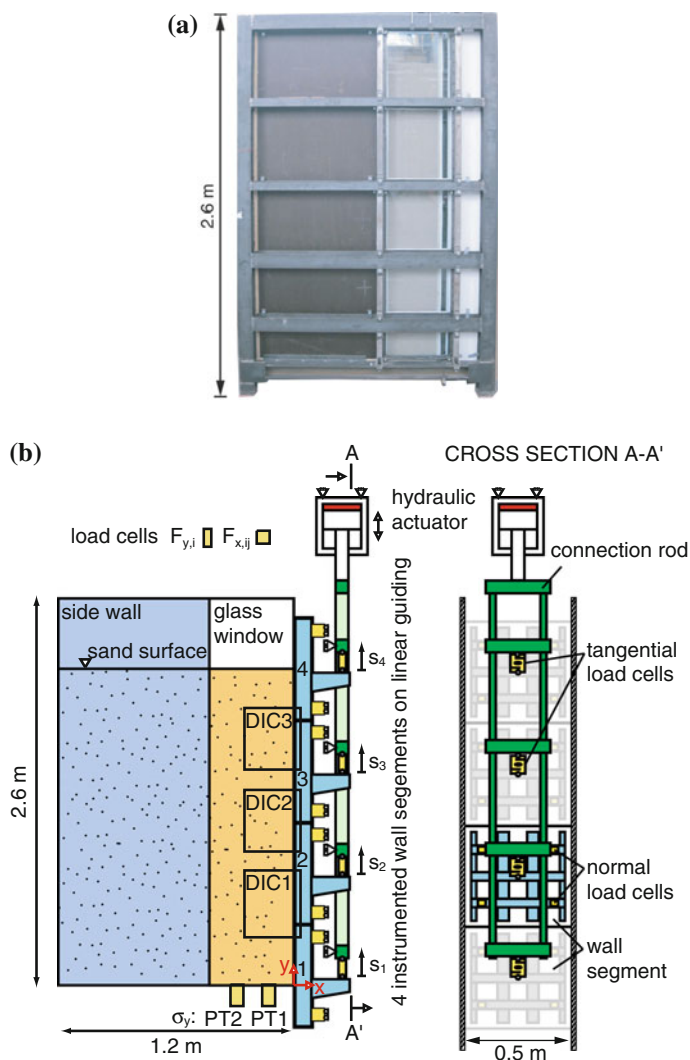 (a)
2.6 m
(b)
A
CROSS SECTION A-A'
hydraulic
actuator
load cells F_y,i F_x,ij
connection rod
side wall
glass
window
sand surface
4
s4
tangential
load cells
DIC3
3
s3
2.6 m
DIC2
2
s2
normal
load cells
DIC1
4 instrumented wall segements on linear guiding
y
1
x
s1
wall
segment
σy: PT2 PT1
A'
1.2 m
0.5 m